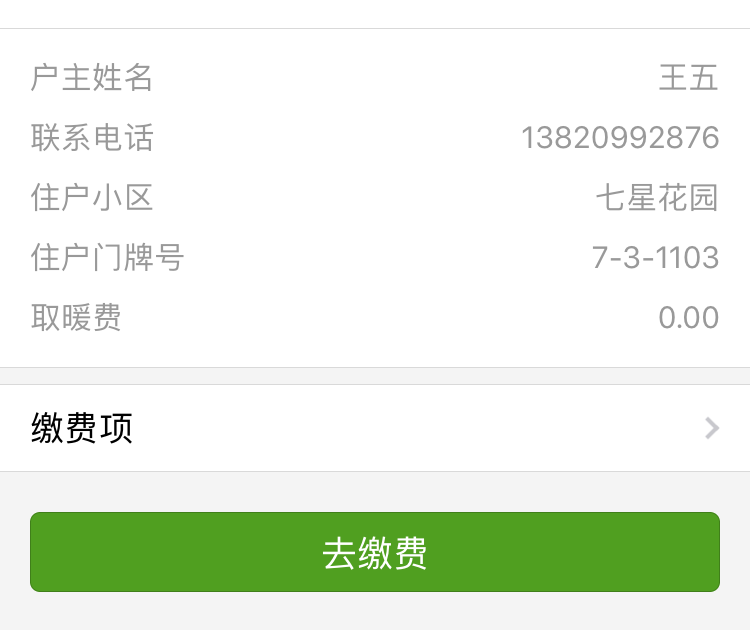 户主姓名 王五
联系电话 13820992876
住户小区 七星花园
住户门牌号 7-3-1103
取暖费 0.00
缴费项
去缴费